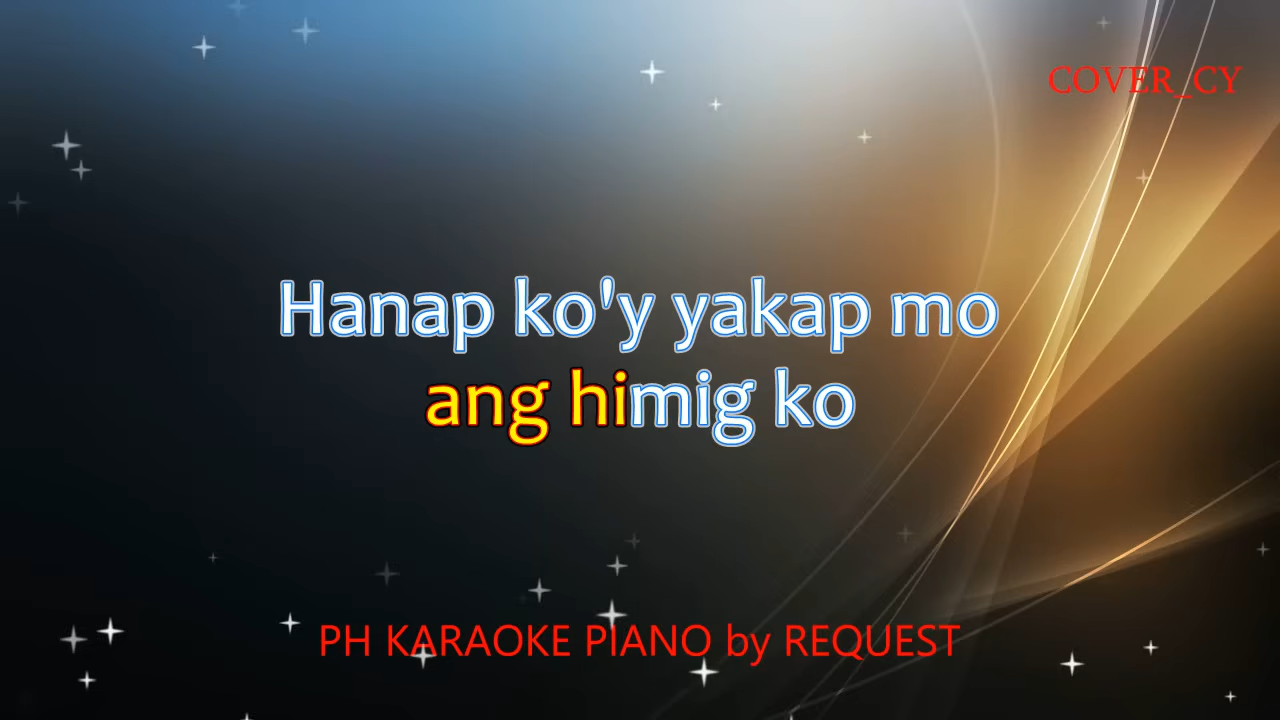 COVER_CY
Hanap ko'y yakap mo
ang himig ko
PH KARAOKE PIANO by REQUEST